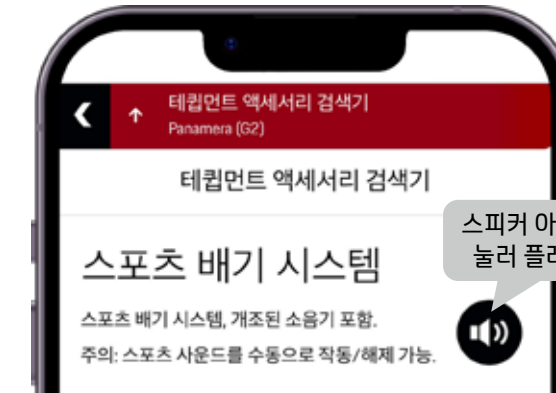 테큅먼트 액세서리 검색기
Panamera (G2)
테큅먼트 액세서리 검색기
스피커
눌러
스포츠 배기 시스템
스포츠 배기 시스템, 개조된 소음기 포함.
주의: 스포츠 사운드를 수동으로 작동/해제 가능.